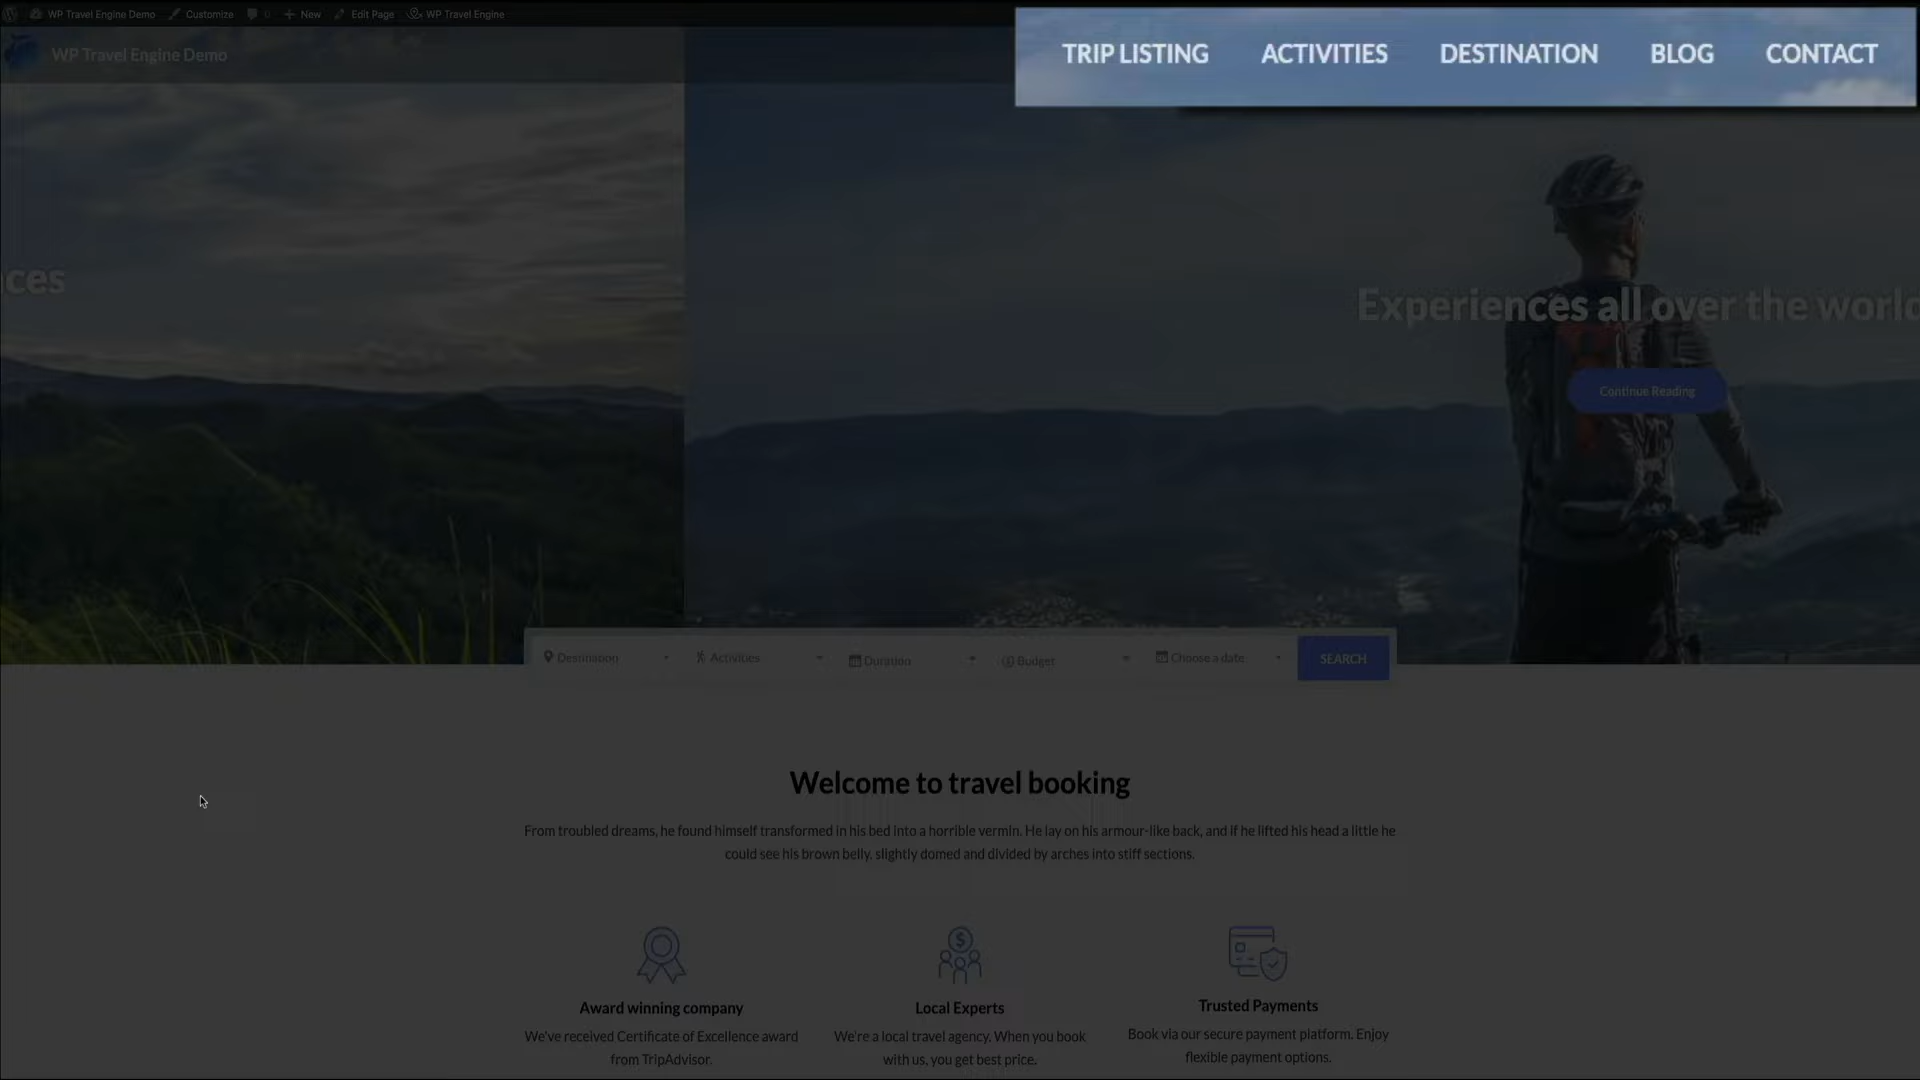 WP Travel Engine Demo Customize 0 New Edit Page WP Travel Engine
WP Travel Engine Demo
TRIP LISTING ACTIVITIES DESTINATION BLOG CONTACT
ces
Experiences all over the world
Continue Reading
Destination Activities Duration Budget Choose a date SEARCH
Welcome to travel booking
From troubled dreams, he found himself transformed in his bed into a horrible vermin. He lay on his armour-like back, and if he lifted his head a little he
could see his brown belly, slightly domed and divided by arches into stiff sections.
Award winning company
We've received Certificate of Excellence award
from TripAdvisor.
Local Experts
We're a local travel agency. When you book
with us, you get best price.
Trusted Payments
Book via our secure payment platform. Enjoy
flexible payment options.